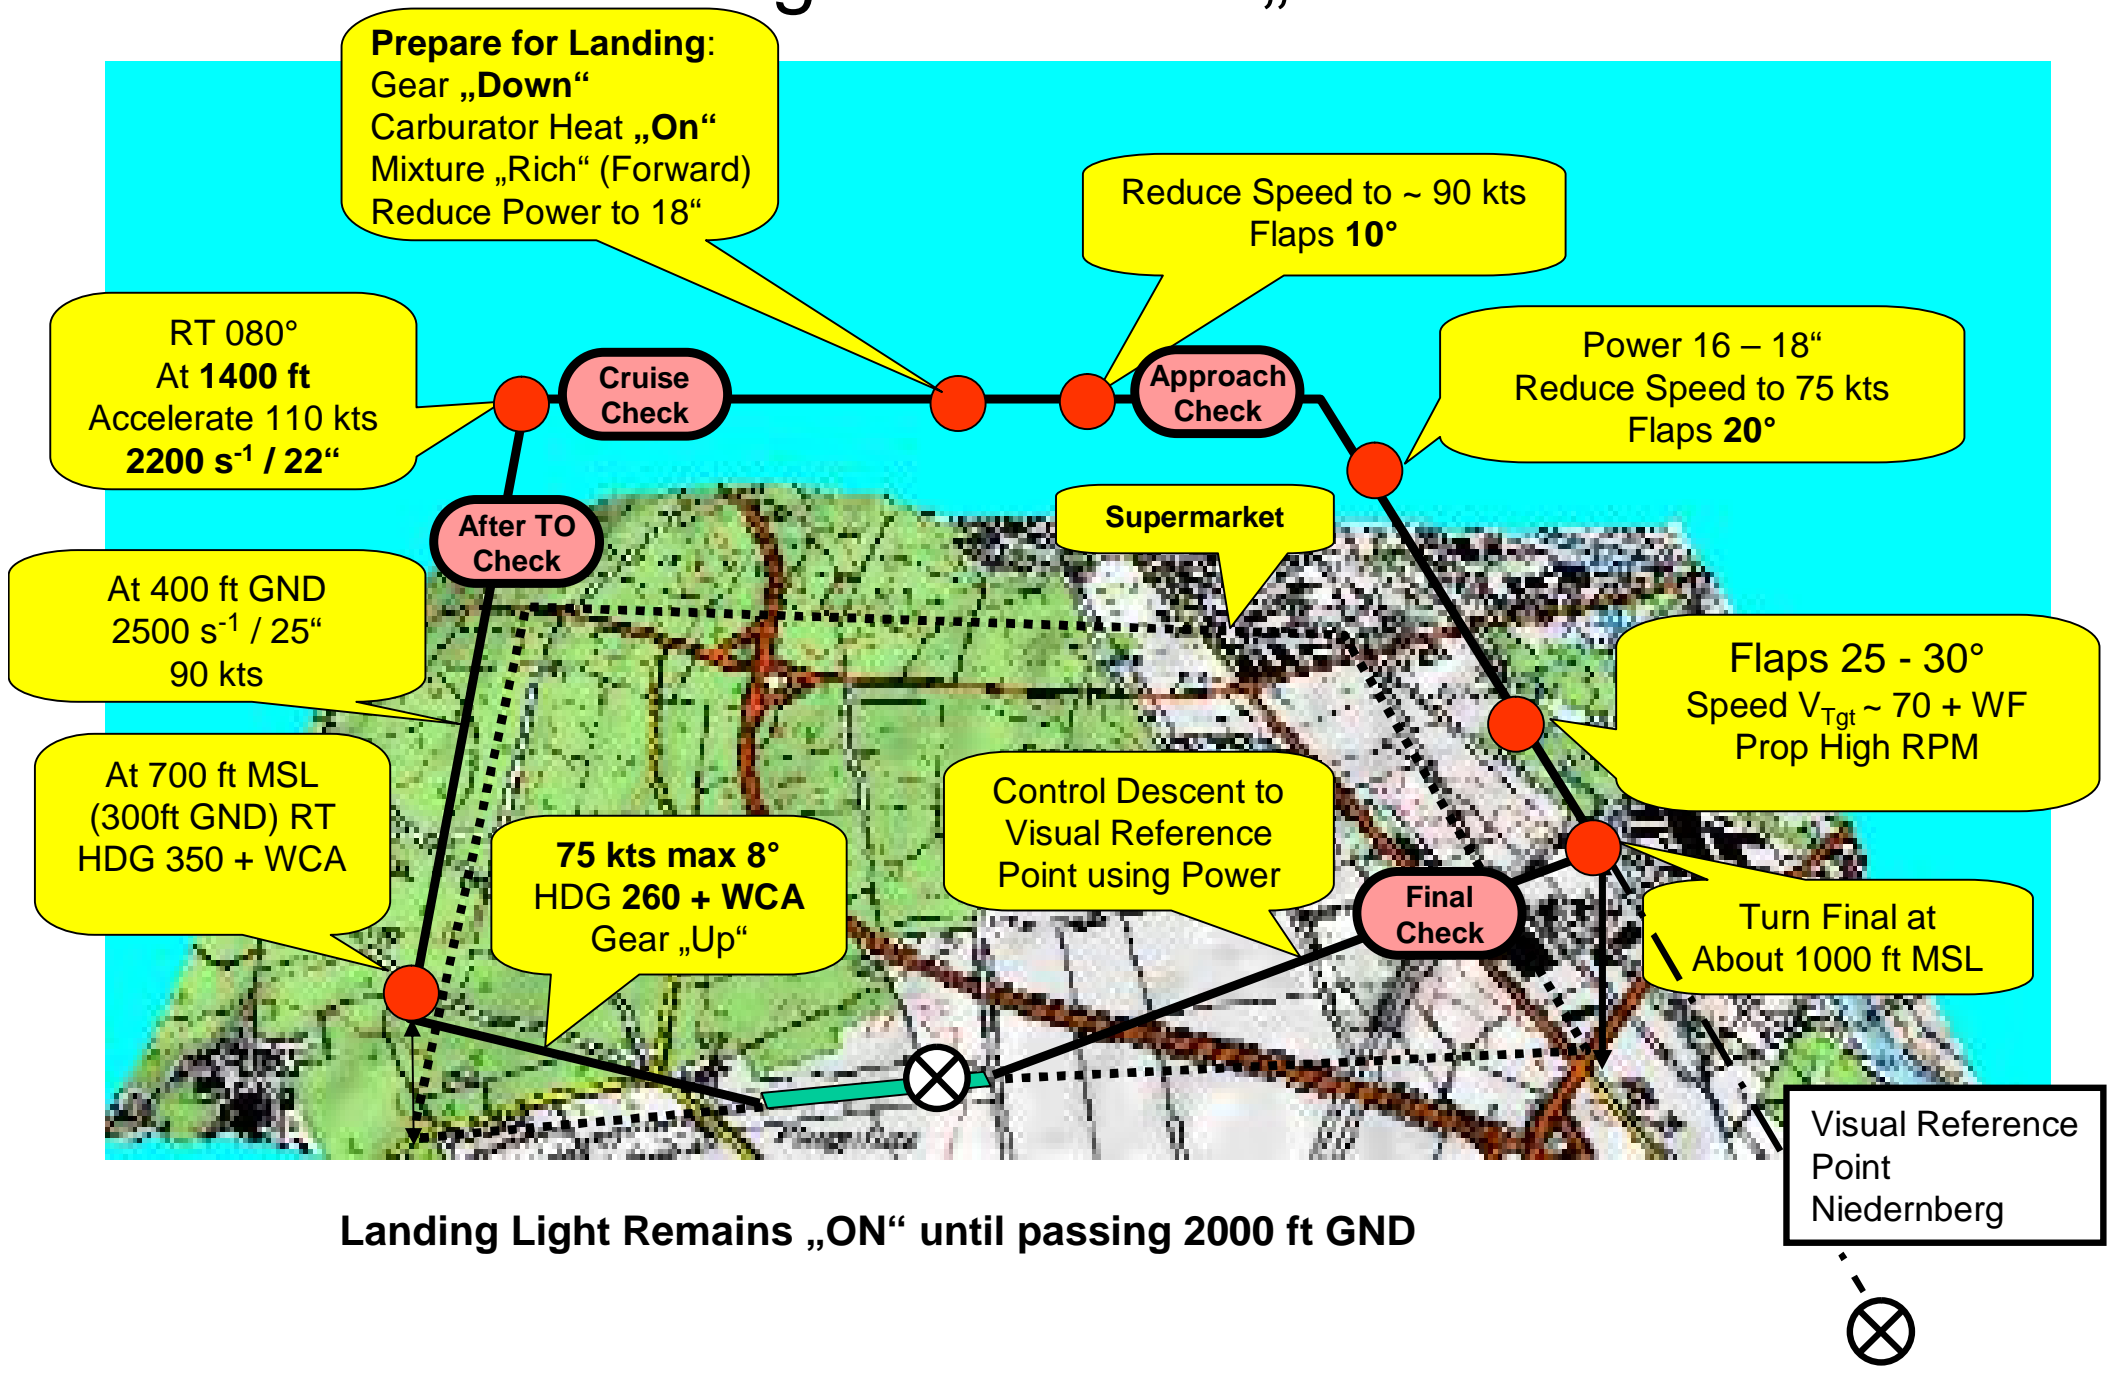 Prepare for Landing:
Gear „Down“
Carburator Heat „On“
Mixture „Rich“ (Forward)
Reduce Power to 18“
Reduce Speed to ~ 90 kts
Flaps 10°
RT 080°
At 1400 ft
Accelerate 110 kts
2200 s-1 / 22“
Cruise
Check
Approach
Check
Power 16 – 18“
Reduce Speed to 75 kts
Flaps 20°
After TO
Check
Supermarket
At 400 ft GND
2500 s-1 / 25“
90 kts
Flaps 25 - 30°
Speed VTgt ~ 70 + WF
Prop High RPM
At 700 ft MSL
(300ft GND) RT
HDG 350 + WCA
75 kts max 8°
HDG 260 + WCA
Gear „Up“
Control Descent to
Visual Reference
Point using Power
Final
Check
Turn Final at
About 1000 ft MSL
Visual Reference
Point
Niedernberg
Landing Light Remains „ON“ until passing 2000 ft GND